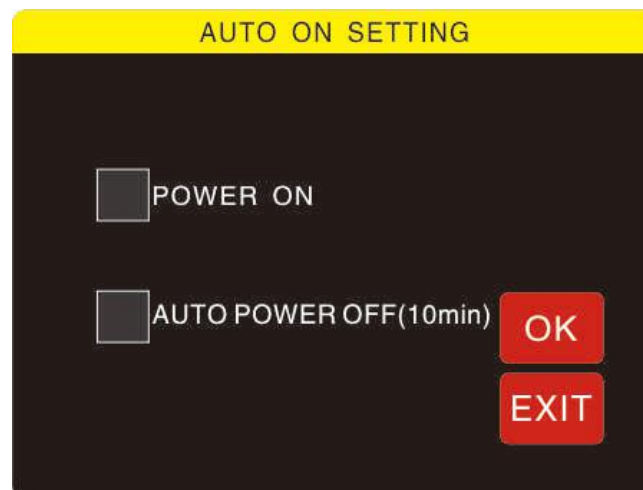 AUTO ON SETTING
POWER ON
AUTO POWER OFF(10min)
OK
EXIT